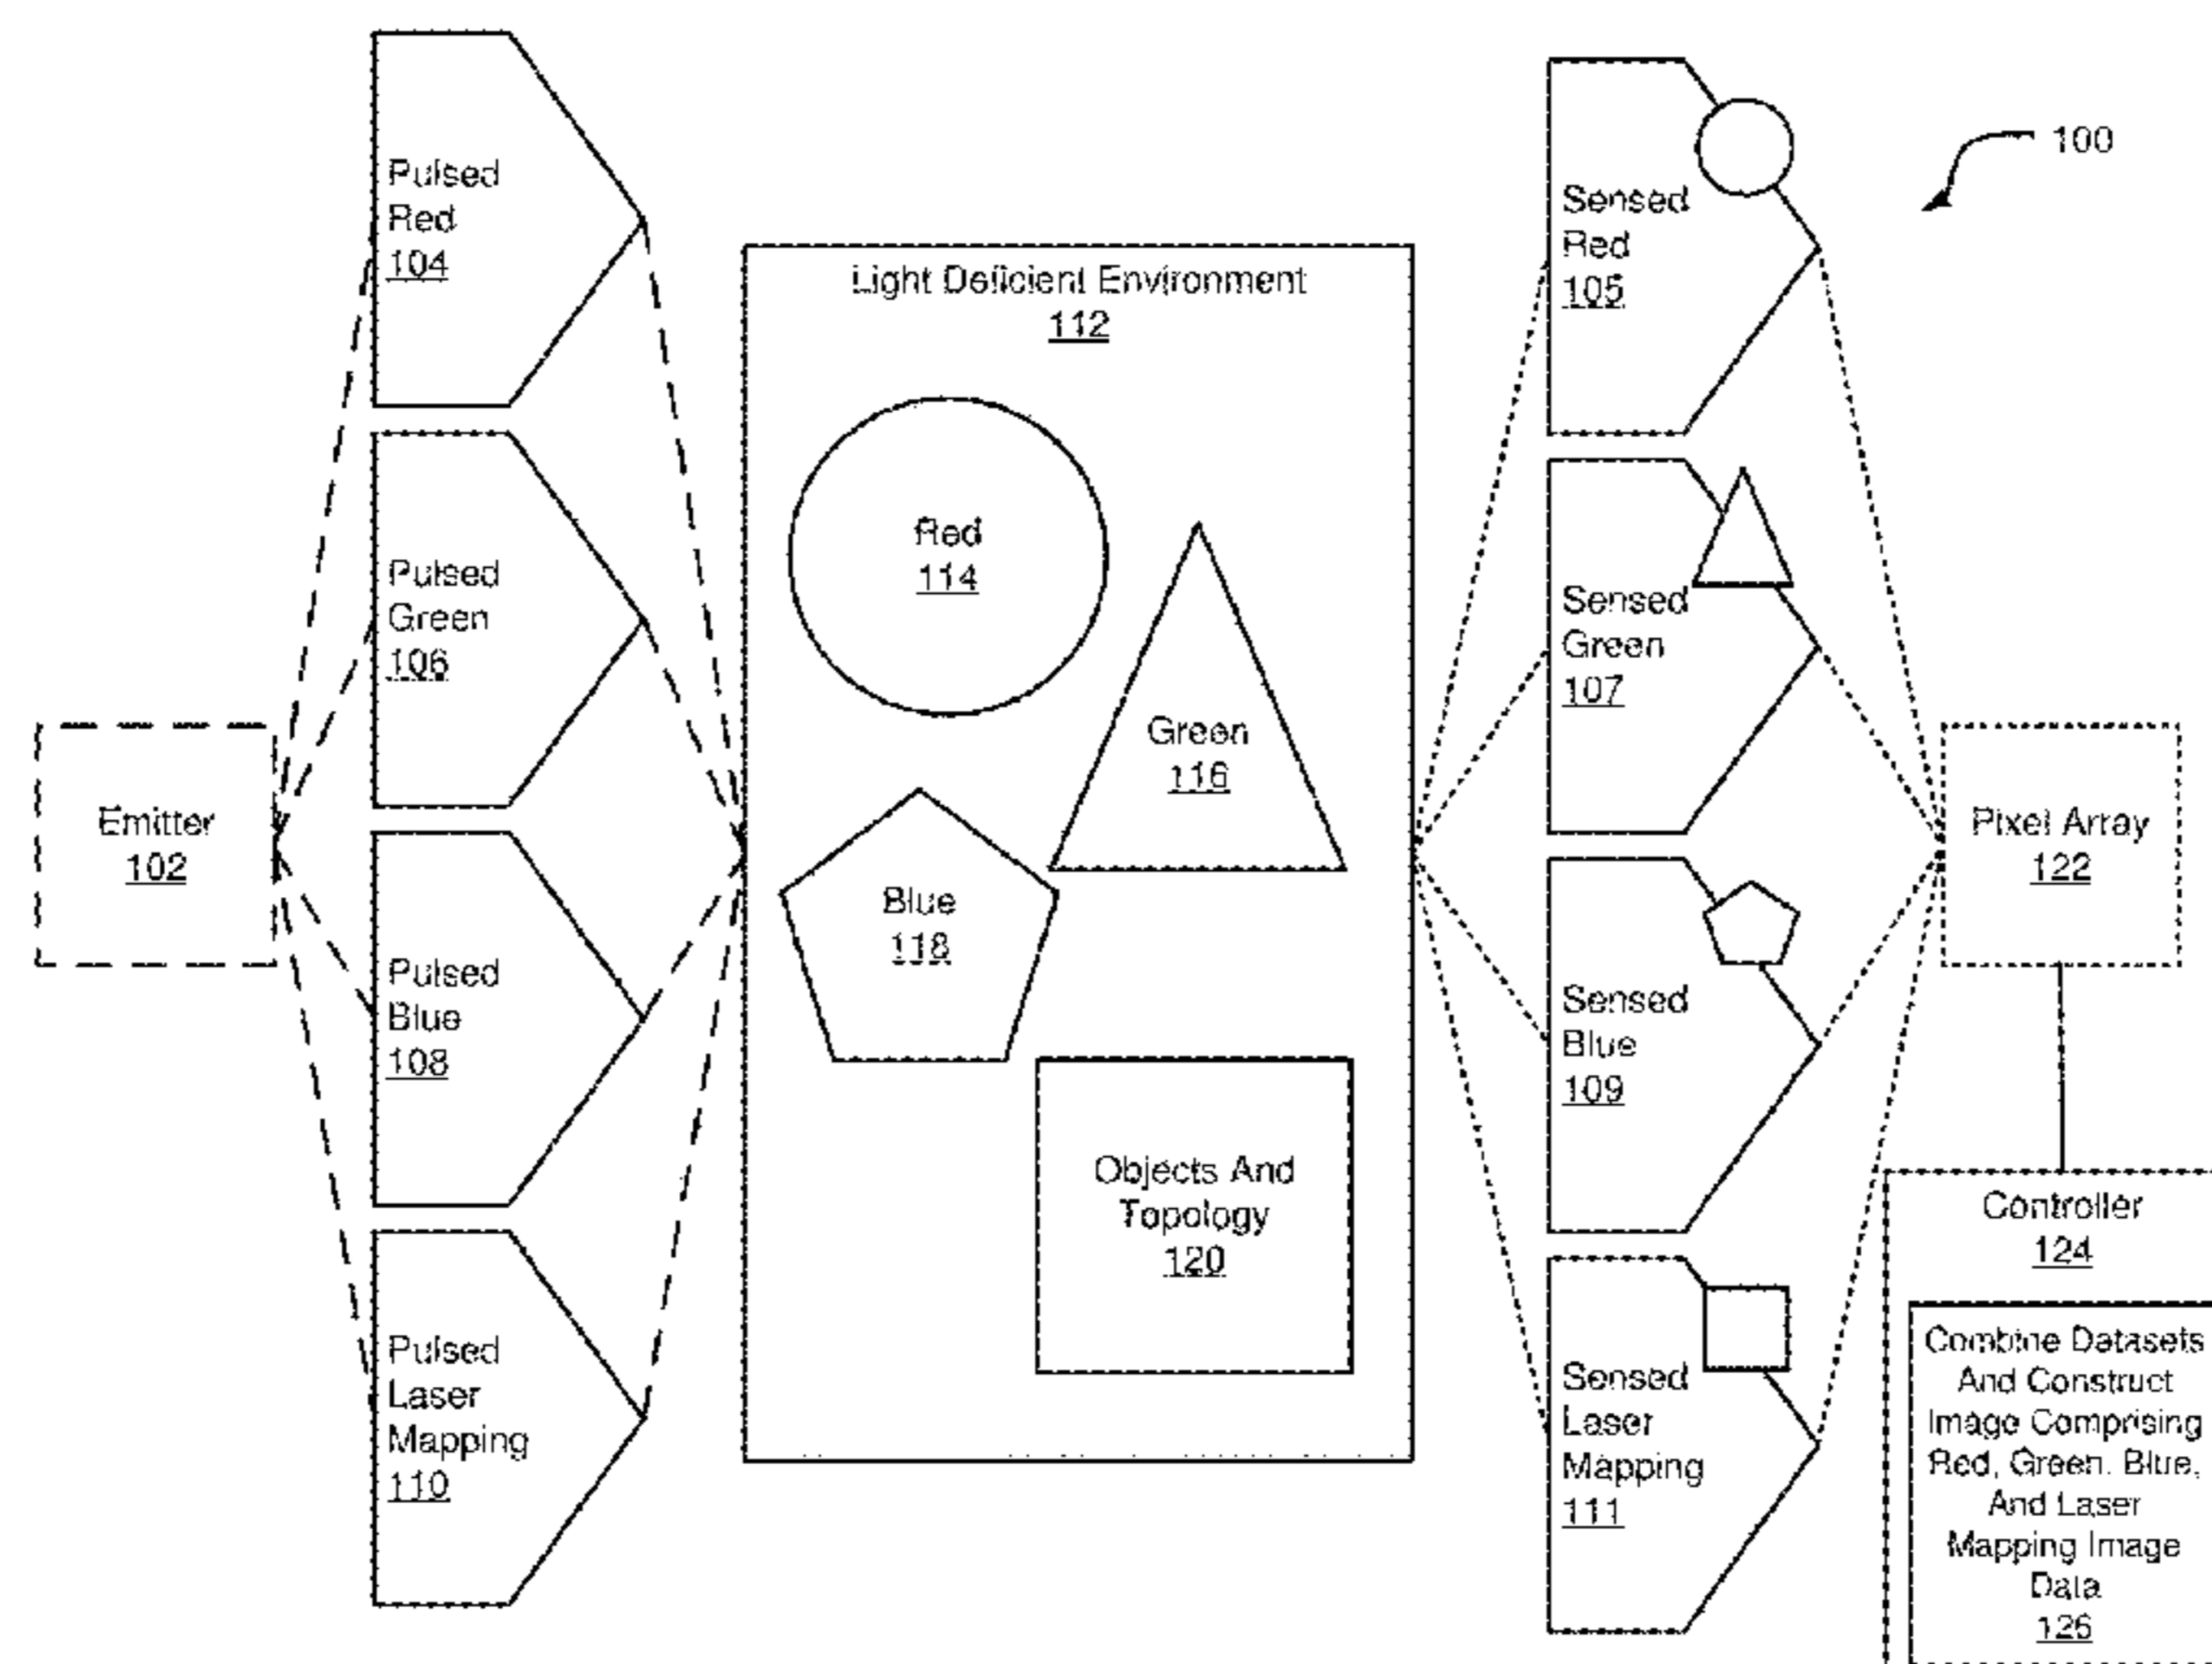 Pulsed
Red
104
Pulsed
Green
106
Emitter
102
Pulsed
Blue
108
Pulsed
Laser
Mapping
110
Light Deficient Environment
112
Red
114
Green
116
Blue
118
Objects And
Topology
120
Sensed
Red
105
Sensed
Green
107
Sensed
Blue
109
Sensed
Laser
Mapping
111
100
Pixel Array
122
Controller
124
Combine Datasets
And Construct
Image Comprising
Red, Green, Blue,
And Laser
Mapping Image
Data
126